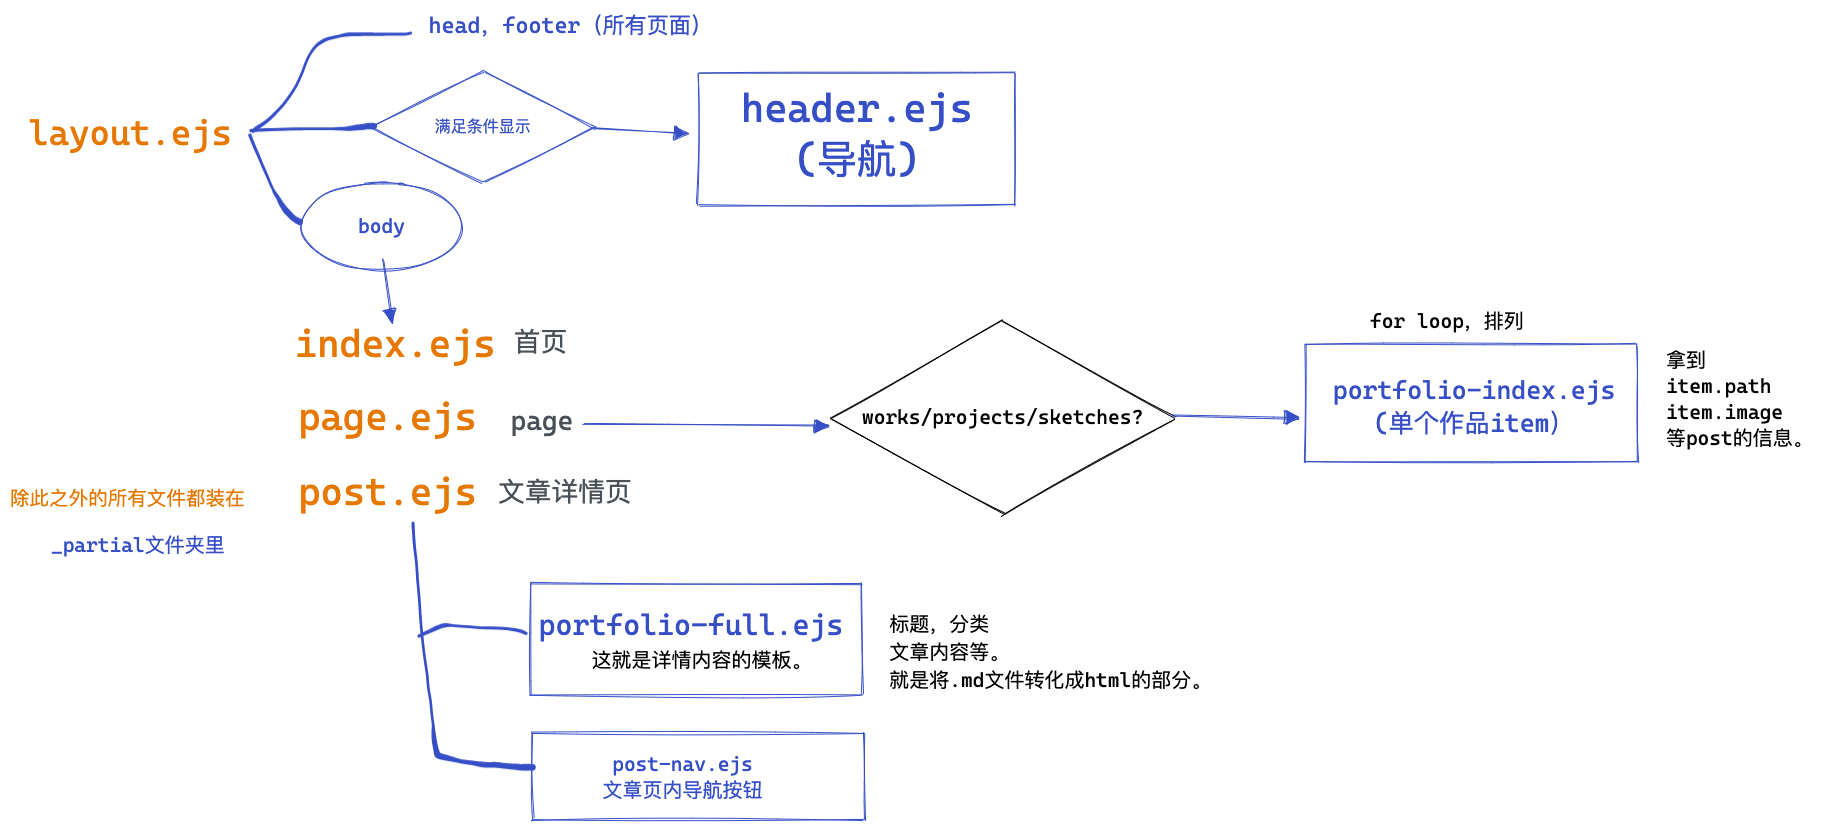 head, footer（所有页面）
layout.ejs
满足条件显示
header.ejs
(导航)
body
index.ejs 首页
page.ejs page
works/projects/sketches?
for loop, 排列
portfolio-index.ejs
(单个作品item)
拿到
item.path
item.image
等post的信息。
post.ejs 文章详情页
除此之外的所有文件都装在
_partial文件夹里
portfolio-full.ejs
这就是详情内容的模板。
标题, 分类
文章内容等。
就是将.md文件转化成html的部分。
post-nav.ejs
文章页内导航按钮